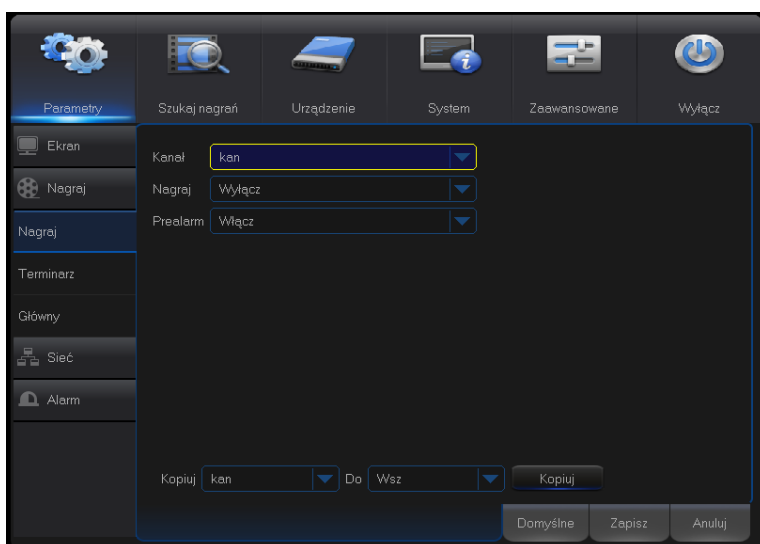 Parametry Szukaj nagrań Urządzenie System Zaawansowane Wyłącz
Ekran
Nagraj
Nagraj
Terminarz
Główny
Sieć
Alarm
Kanał kan
Nagraj Wyłącz
Prealarm Włącz
Kopiuj kan Do Wsz Kopiuj
Domyślne Zapisz Anuluj